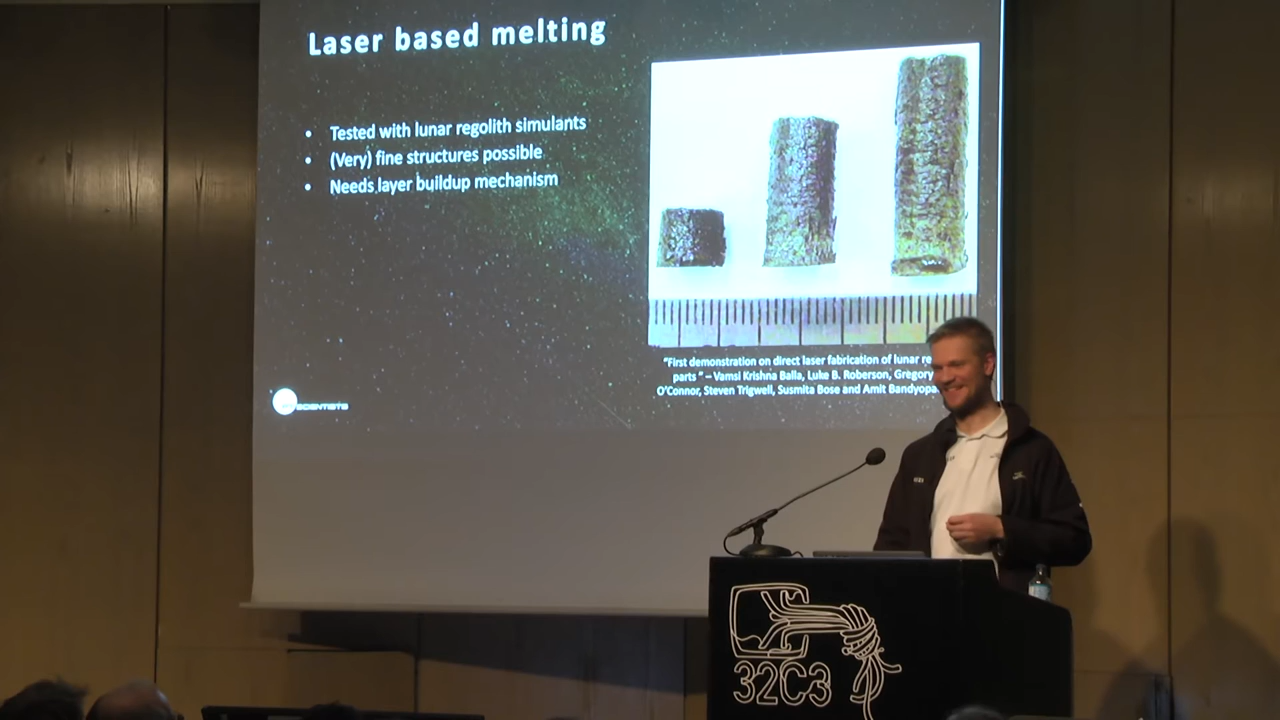 Laser based melting
• Tested with lunar regolith simulants
• (Very) fine structures possible
• Needs layer buildup mechanism
"First demonstration on direct laser fabrication of lunar
parts " – Vamsi Krishna Balla, Luke B. Roberson, Gregory
O'Connor, Steven Trigwell, Susmita Bose and Amit
SCIENTISTS
32C3